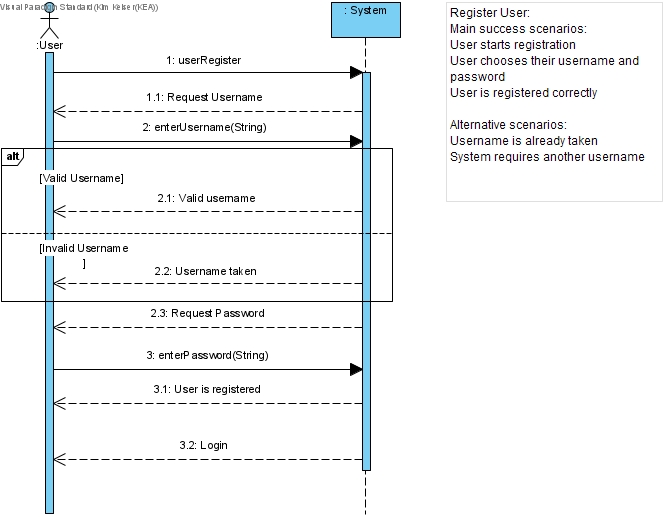 Visual Paradigm Standard(Kim Kelser(KEA))
: System
:User
1: userRegister
1.1: Request Username
2: enterUsername(String)
alt
[Valid Username]
2.1: Valid username
[Invalid Username
]
2.2: Username taken
2.3: Request Password
3: enterPassword(String)
3.1: User is registered
3.2: Login
Register User:
Main success scenarios:
User starts registration
User chooses their username and
password
User is registered correctly
Alternative scenarios:
Username is already taken
System requires another username